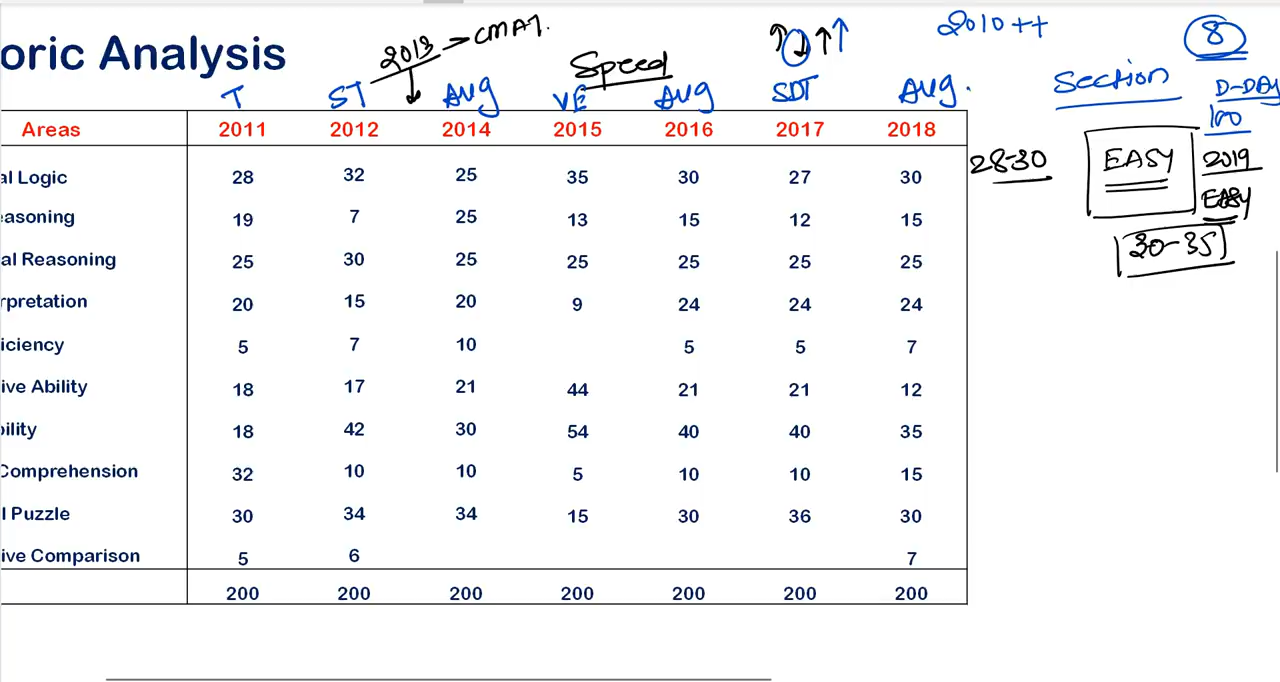 oric Analysis
2013 → CMAT.
Speed
2010 ++
8
T ST AVg VE AVg SDT AVg.
Section
D-DAY
100
Areas 2011 2012 2014 2015 2016 2017 2018
28-30
EASY
2019
EASY
30-35
al Logic 28 32 25 35 30 27 30
easoning 19 7 25 13 15 12 15
al Reasoning 25 30 25 25 25 25 25
rpretation 20 15 20 9 24 24 24
iciency 5 7 10 5 5 7
ive Ability 18 17 21 44 21 21 12
bility 18 42 30 54 40 40 35
Comprehension 32 10 10 5 10 10 15
l Puzzle 30 34 34 15 30 36 30
ive Comparison 5 6 7
200 200 200 200 200 200 200